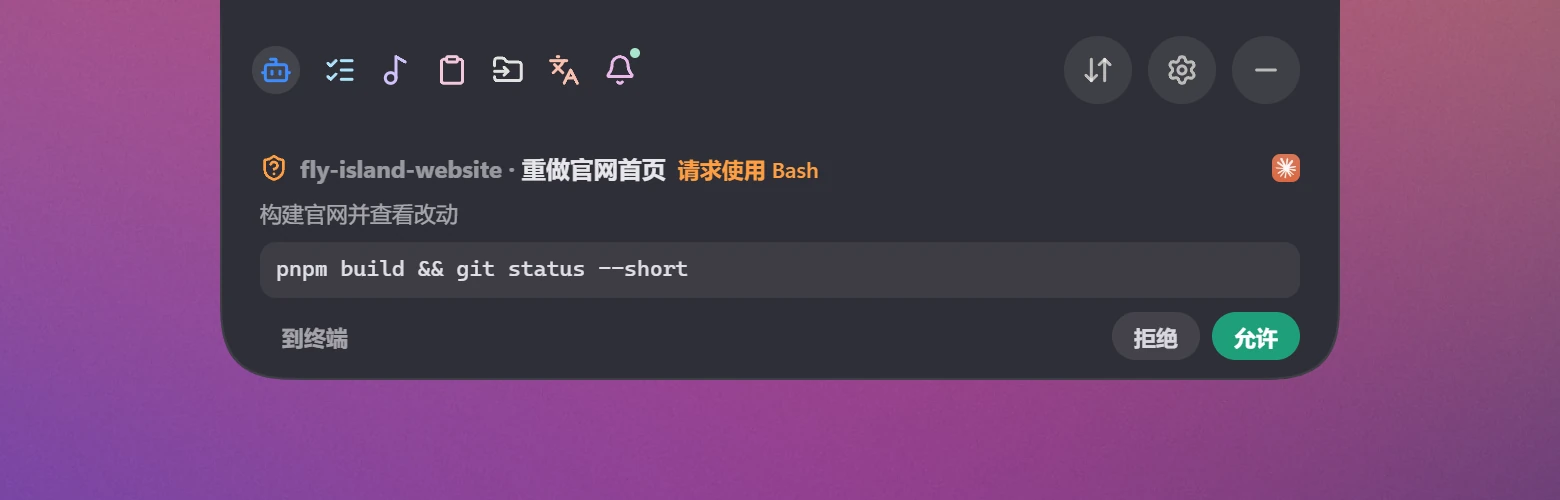 fly-island-website · 重做官网首页 请求使用 Bash
构建官网并查看改动
pnpm build && git status --short
到终端
拒绝
允许